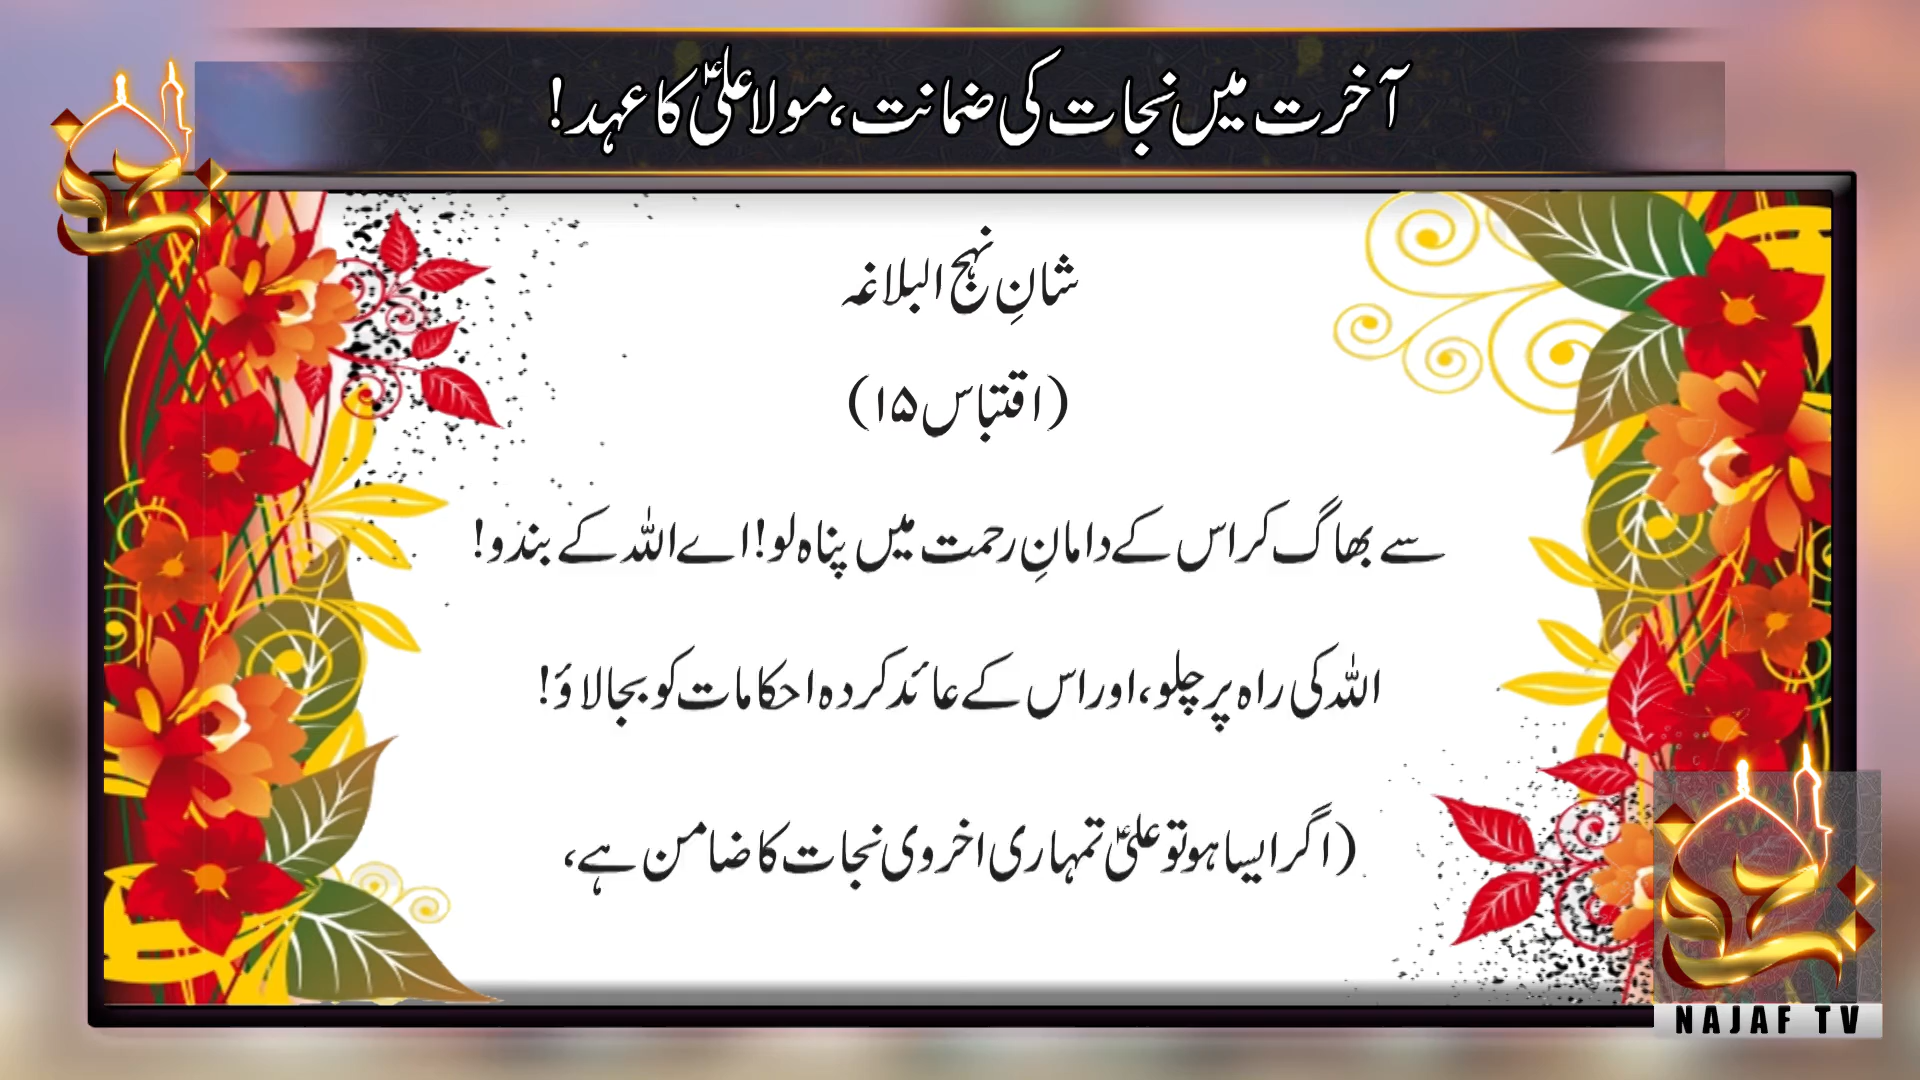 آخرت میں نجات کی ضمانت، مولا علیؑ کا عہد!
شانِ نہج البلاغہ
(اقتباس ۱۵)
سے بھاگ کر اس کے دامانِ رحمت میں پناہ لو! اے اللہ کے بندو!
اللہ کی راہ پر چلو، اور اس کے عائد کردہ احکامات کو بجا لاؤ!
(اگر ایسا ہو تو علیؑ تمہاری اخروی نجات کا ضامن ہے،
نجف
نجف
NAJAF TV